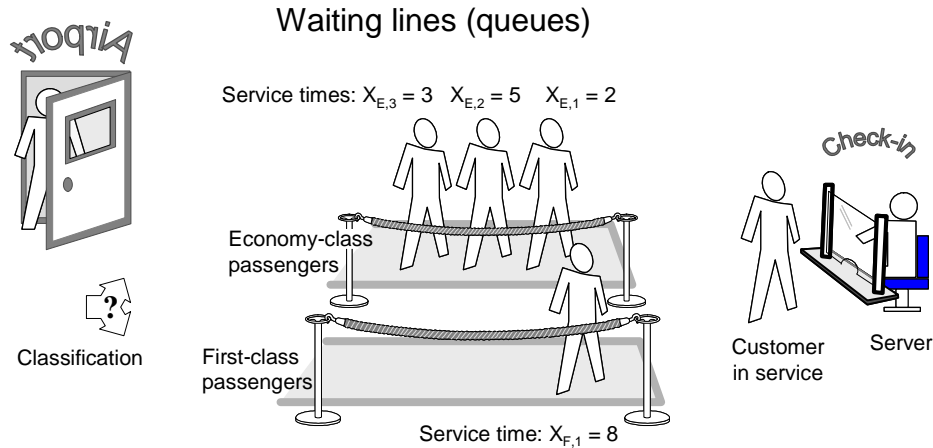 Waiting lines (queues)
Airport
Service times: X_E,3 = 3 X_E,2 = 5 X_E,1 = 2
Check-in
Economy-class
passengers
?
Classification
First-class
passengers
Customer
in service
Server
Service time: X_F,1 = 8